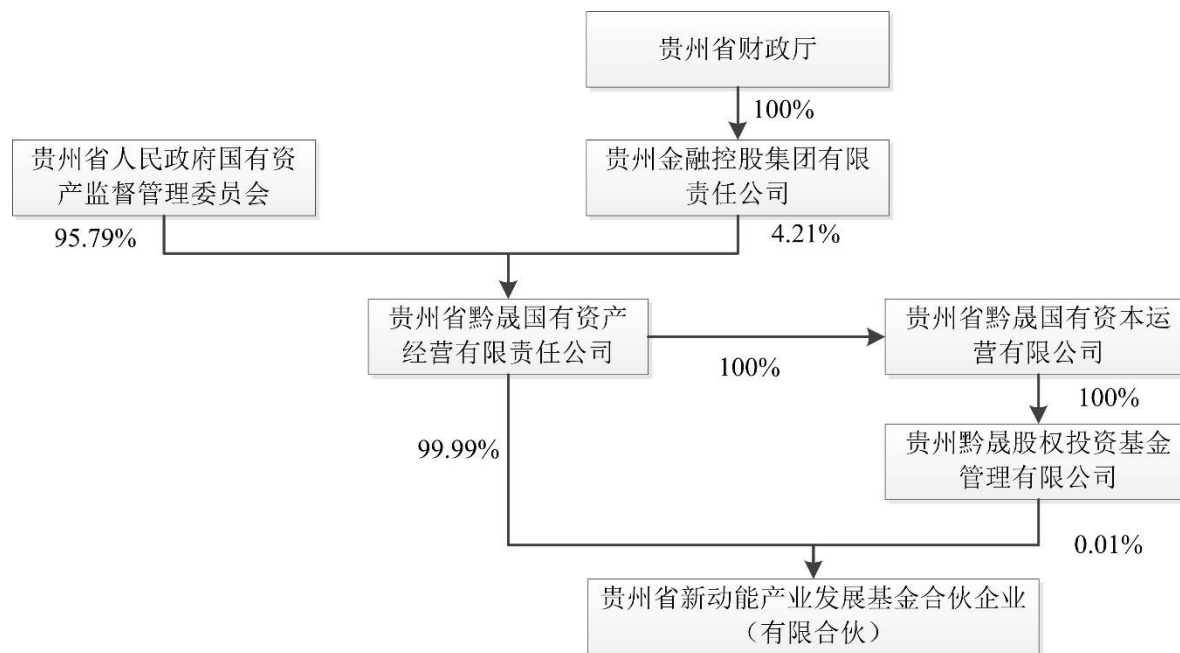 贵州省财政厅
100%
贵州省人民政府国有资
产监督管理委员会
贵州金融控股集团有限
责任公司
95.79%
4.21%
贵州省黔晟国有资产
经营有限责任公司
100%
贵州省黔晟国有资本运
营有限公司
100%
99.99%
贵州黔晟股权投资基金
管理有限公司
0.01%
贵州省新动能产业发展基金合伙企业
（有限合伙）